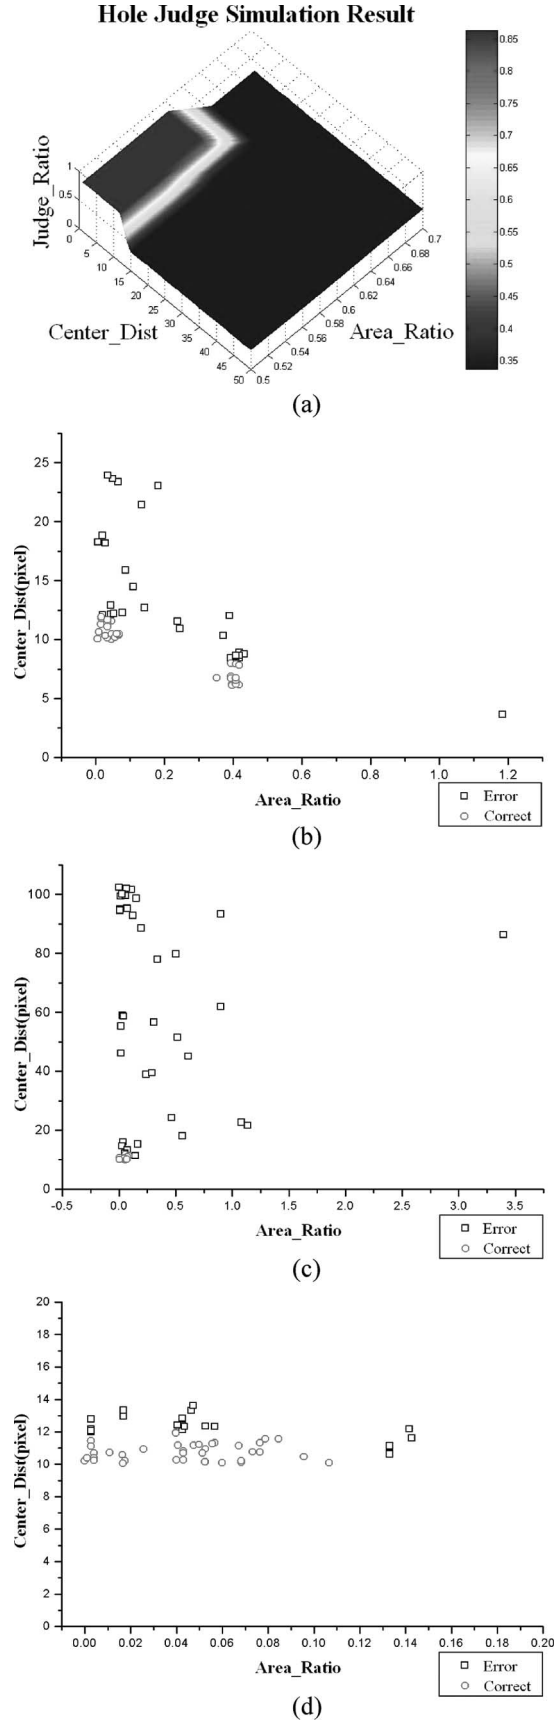 Hole Judge Simulation Result
Judge_Ratio
1
0.5
0
0
5
10
15
20
25
30
35
40
45
50
Center_Dist
0.5
0.52
0.54
0.56
0.58
0.6
0.62
0.64
0.66
0.68
0.7
Area_Ratio
0.85
0.8
0.75
0.7
0.65
0.6
0.55
0.5
0.45
0.4
0.35
(a)
Center_Dist(pixel)
25
20
15
10
5
0
0.0 0.2 0.4 0.6 0.8 1.0 1.2
Area_Ratio
Error
Correct
(b)
Center_Dist(pixel)
100
80
60
40
20
0
-0.5 0.0 0.5 1.0 1.5 2.0 2.5 3.0 3.5
Area_Ratio
Error
Correct
(c)
Center_Dist(pixel)
20
18
16
14
12
10
8
6
4
2
0
0.00 0.02 0.04 0.06 0.08 0.10 0.12 0.14 0.16 0.18 0.20
Area_Ratio
Error
Correct
(d)